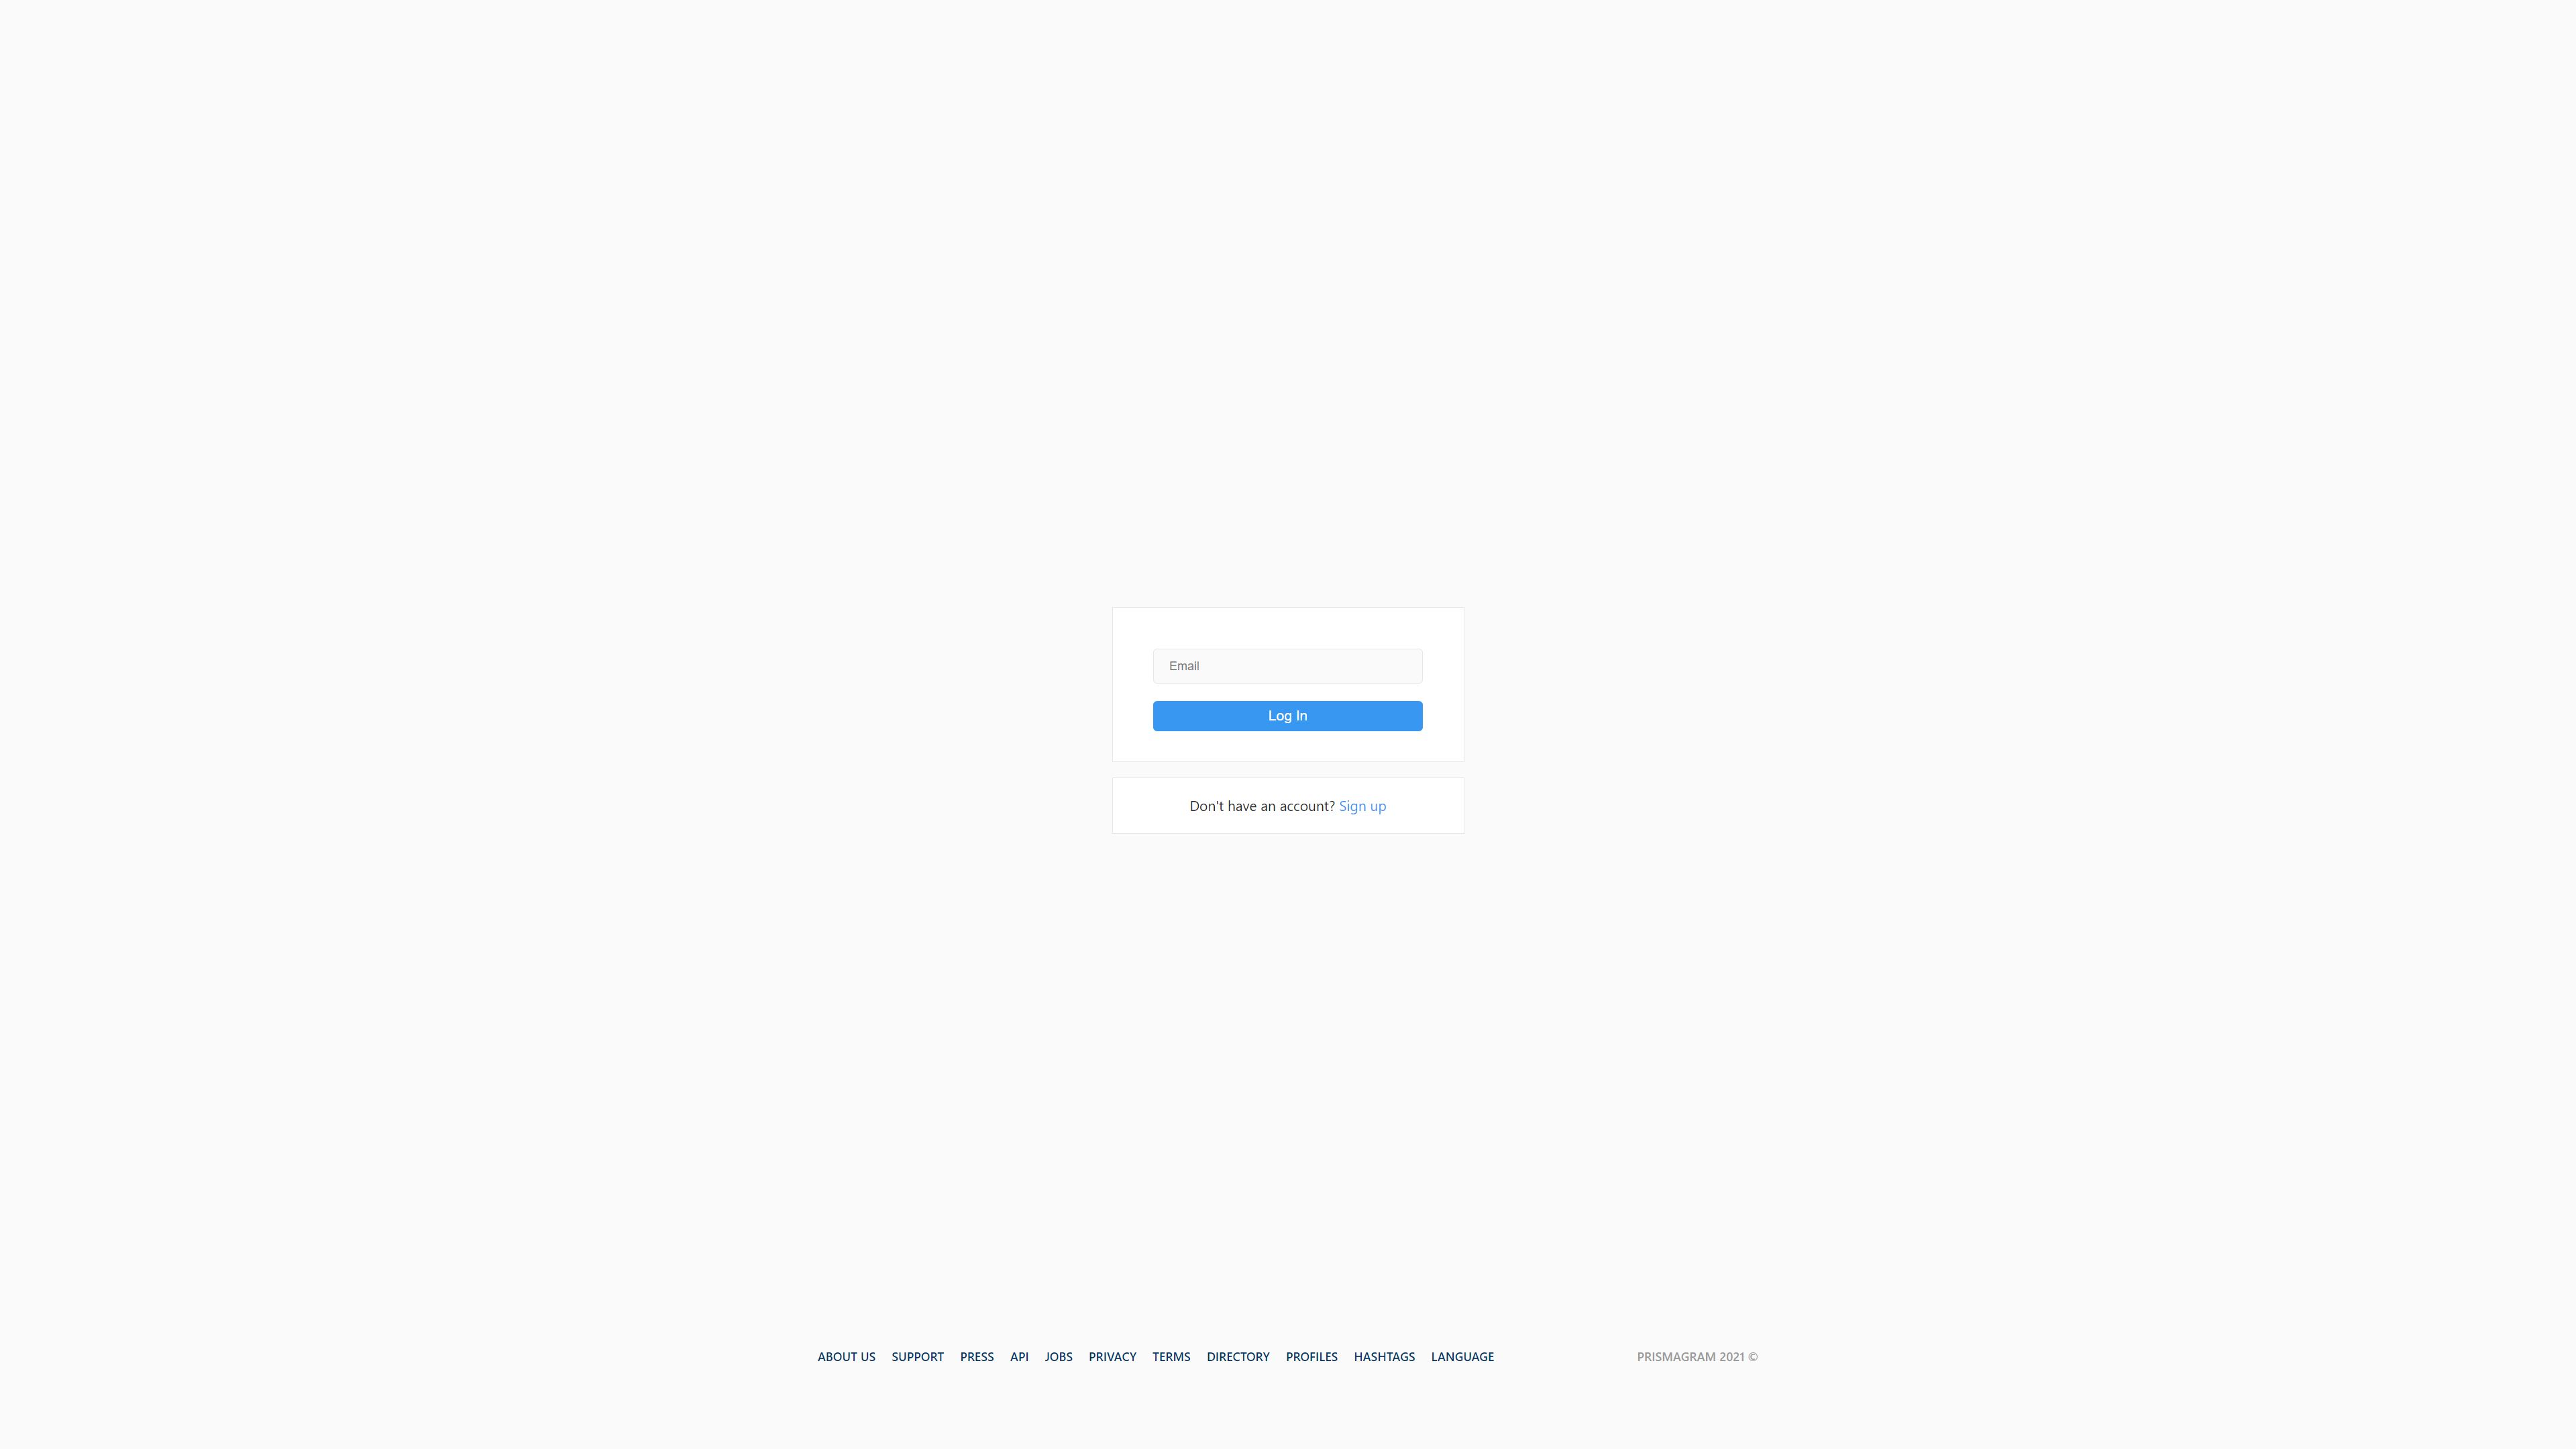 Email
Log In
Don't have an account? Sign up
ABOUT US SUPPORT PRESS API JOBS PRIVACY TERMS DIRECTORY PROFILES HASHTAGS LANGUAGE PRISMAGRAM 2021 ©